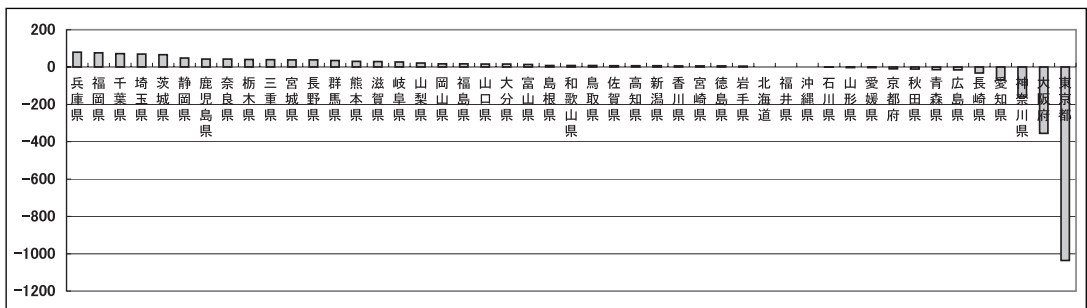 200
0
-200
-400
-600
-800
-1000
-1200
兵庫県
福岡県
千葉県
埼玉県
茨城県
静岡県
鹿児島県
奈良県
栃木県
三重県
宮城県
長野県
群馬県
熊本県
滋賀県
岐阜県
山梨県
岡山県
福島県
山口県
大分県
富山県
島根県
和歌山県
鳥取県
佐賀県
高知県
新潟県
香川県
宮崎県
徳島県
岩手県
北海道
福井県
沖縄県
石川県
山形県
愛媛県
京都府
秋田県
青森県
広島県
長崎県
愛知県
神奈川県
大阪府
東京都